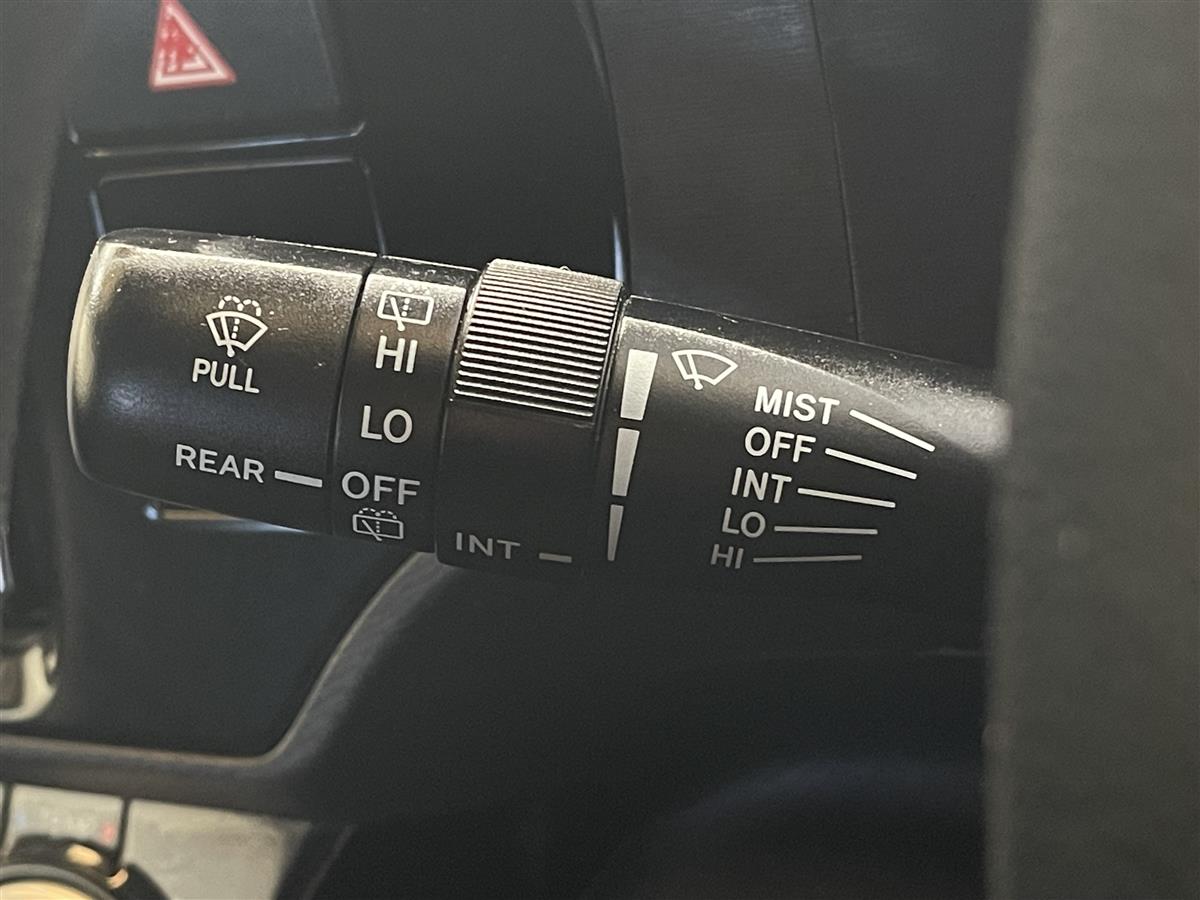 PULL
REAR
HI
LO
OFF
INT
MIST
OFF
INT
LO
HI